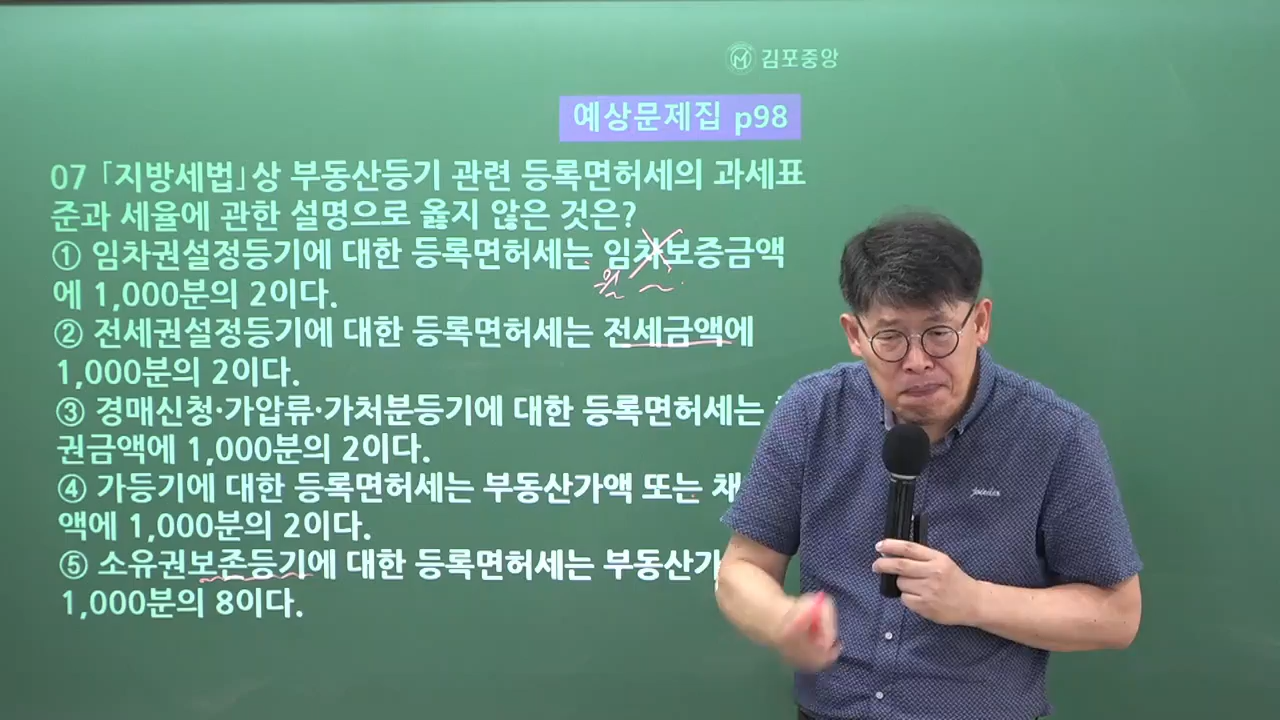 김포중앙
예상문제집 p98
07 「지방세법」상 부동산등기 관련 등록면허세의 과세표
준과 세율에 관한 설명으로 옳지 않은 것은?
① 임차권설정등기에 대한 등록면허세는 임차보증금액
월
에 1,000분의 2이다.
② 전세권설정등기에 대한 등록면허세는 전세금액에
1,000분의 2이다.
③ 경매신청·가압류·가처분등기에 대한 등록면허세는
권금액에 1,000분의 2이다.
④ 가등기에 대한 등록면허세는 부동산가액 또는 채
액에 1,000분의 2이다.
⑤ 소유권보존등기에 대한 등록면허세는 부동산가
1,000분의 8이다.